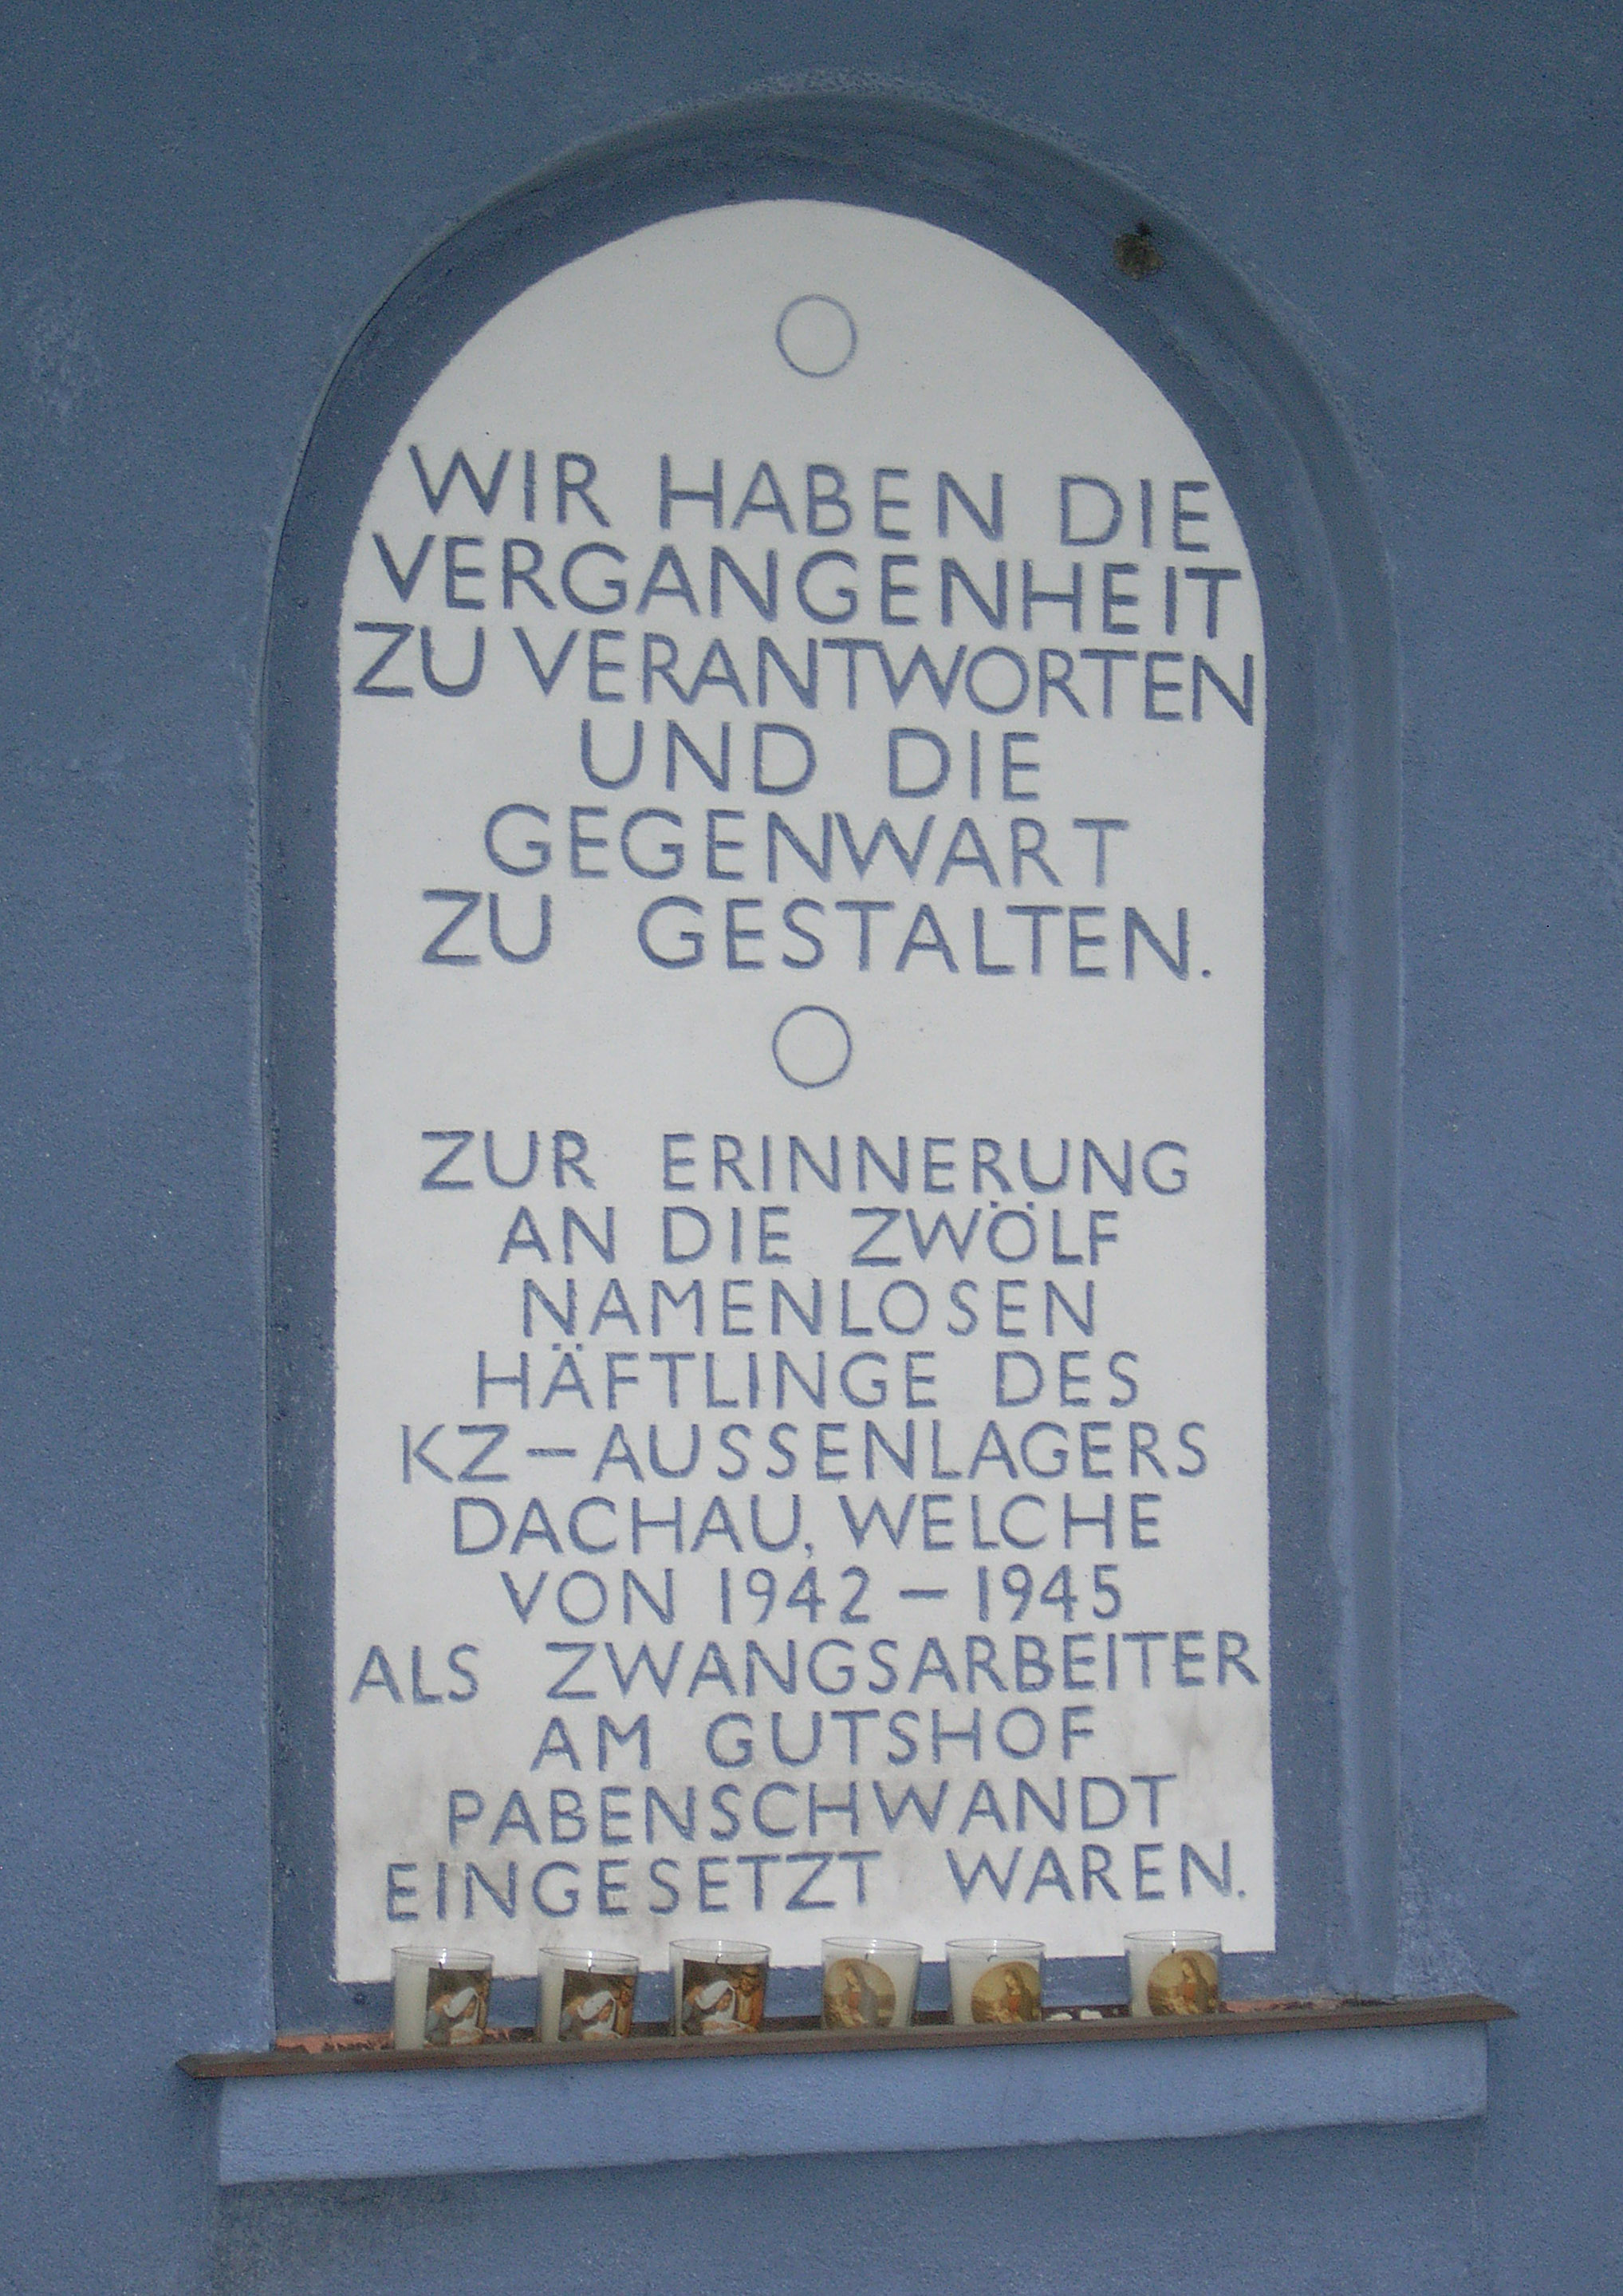 WIR HABEN DIE
VERGANGENHEIT
ZU VERANTWORTEN
UND DIE
GEGENWART
ZU GESTALTEN.
ZUR ERINNERUNG
AN DIE ZWÖLF
NAMENLOSEN
HÄFTLINGE DES
KZ-AUSSENLAGERS
DACHAU, WELCHE
VON 1942 – 1945
ALS ZWANGSARBEITER
AM GUTSHOF
PABENSCHWANDT
EINGESETZT WAREN.